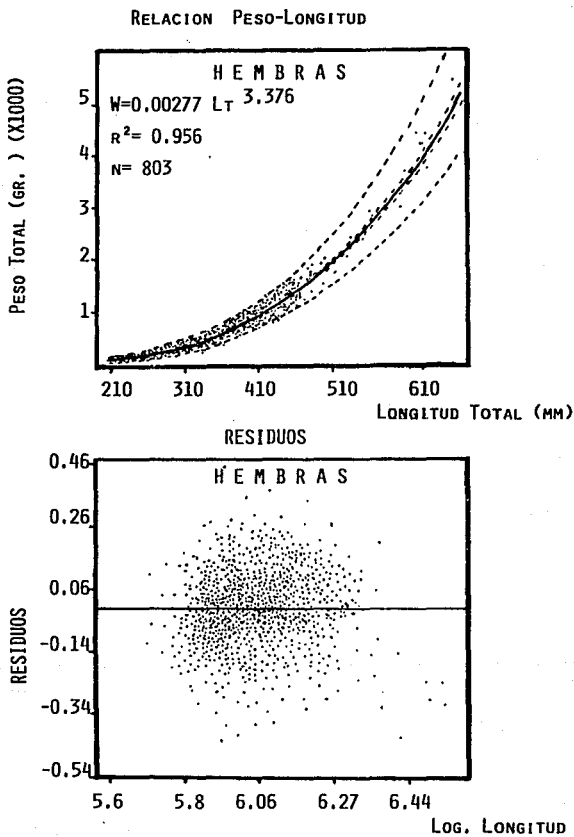 RELACION PESO-LONGITUD
HEMBRAS
W=0.00277 LT 3.376
R²= 0.956
N= 803
PESO TOTAL (GR.) (X1000)
5
4
3
2
1
210 310 410 510 610
LONGITUD TOTAL (MM)
RESIDUOS
HEMBRAS
RESIDUOS
0.46
0.26
0.06
-0.14
-0.34
-0.54
5.6 5.8 6.06 6.27 6.44
LOG. LONGITUD